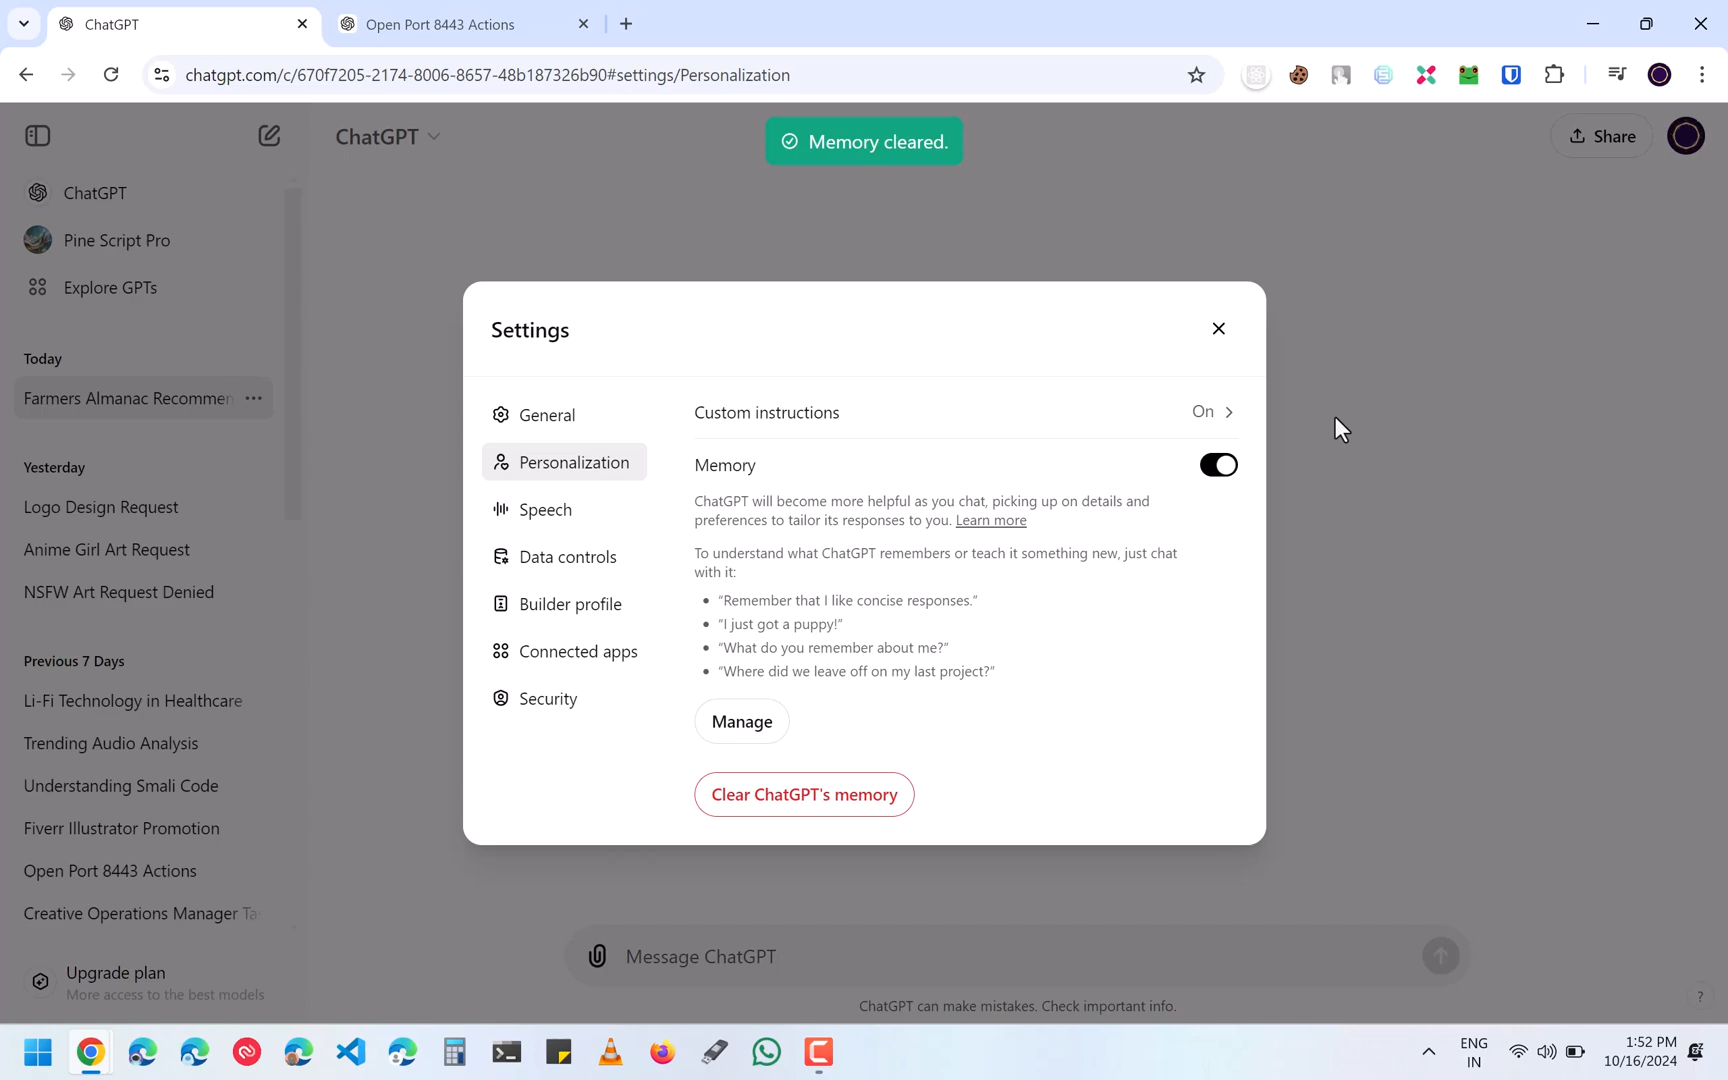 ChatGPT
Open Port 8443 Actions
chatgpt.com/c/670f7205-2174-8006-8657-48b187326b90#settings/Personalization
ChatGPT
Memory cleared.
Share
ChatGPT
Pine Script Pro
Explore GPTs
Today
Farmers Almanac Recommen
Yesterday
Logo Design Request
Anime Girl Art Request
NSFW Art Request Denied
Previous 7 Days
Li-Fi Technology in Healthcare
Trending Audio Analysis
Understanding Smali Code
Fiverr Illustrator Promotion
Open Port 8443 Actions
Creative Operations Manager Ta
Upgrade plan
More access to the best models
Settings
General
Personalization
Speech
Data controls
Builder profile
Connected apps
Security
Custom instructions On
Memory
ChatGPT will become more helpful as you chat, picking up on details and
preferences to tailor its responses to you. Learn more
To understand what ChatGPT remembers or teach it something new, just chat
with it:
• “Remember that I like concise responses.”
• “I just got a puppy!”
• “What do you remember about me?”
• “Where did we leave off on my last project?”
Manage
Clear ChatGPT's memory
Message ChatGPT
ChatGPT can make mistakes. Check important info.
?
ENG
IN
1:52 PM
10/16/2024